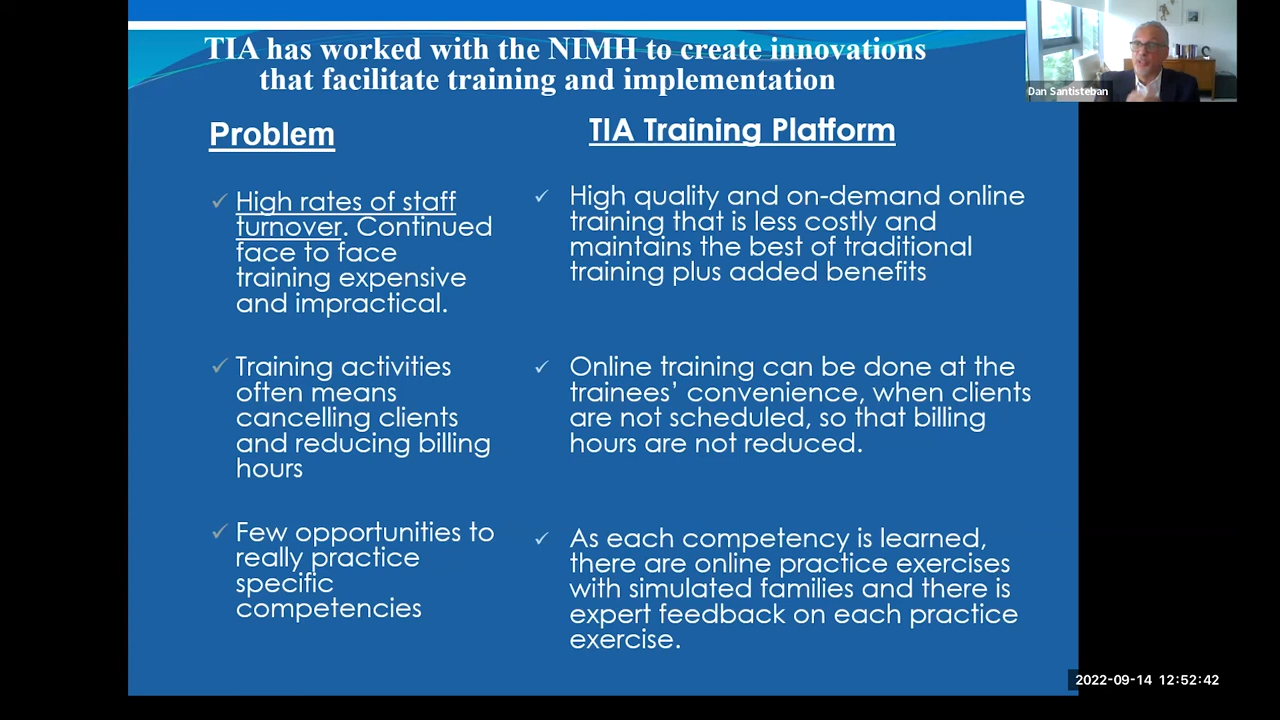 TIA has worked with the NIMH to create innovations
that facilitate training and implementation
Dan Santisteban
Problem
High rates of staff
turnover. Continued
face to face
training expensive
and impractical.
Training activities
often means
cancelling clients
and reducing billing
hours
Few opportunities to
really practice
specific
competencies
TIA Training Platform
High quality and on-demand online
training that is less costly and
maintains the best of traditional
training plus added benefits
Online training can be done at the
trainees’ convenience, when clients
are not scheduled, so that billing
hours are not reduced.
As each competency is learned,
there are online practice exercises
with simulated families and there is
expert feedback on each practice
exercise.
2022-09-14 12:52:42